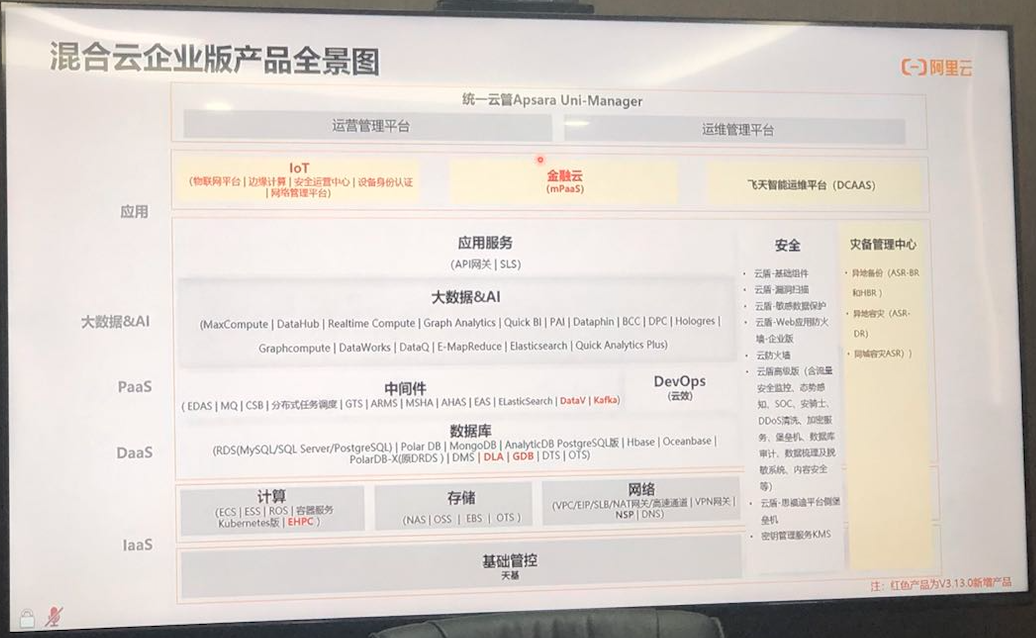 混合云企业版产品全景图
阿里云
统一云管Apsara Uni-Manager
运营管理平台
运维管理平台
IoT
(物联网平台 | 边缘计算 | 安全运营中心 | 设备身份认证
| 网络管理平台)
金融云
(mPaaS)
飞天智能运维平台（DCAAS）
应用
应用服务
(API网关 | SLS)
大数据&AI
大数据&AI
(MaxCompute | DataHub | Realtime Compute | Graph Analytics | Quick BI | PAI | Dataphin | BCC | DPC | Hologres |
Graphcompute | DataWorks | DataQ | E-MapReduce | Elasticsearch | Quick Analytics Plus)
PaaS
中间件
( EDAS | MQ | CSB | 分布式任务调度 | GTS | ARMS | MSHA | AHAS | EAS | ELasticSearch | DataV | Kafka)
DevOps
(云效)
DaaS
数据库
(RDS(MySQL/SQL Server/PostgreSQL) | Polar DB | MongoDB | AnalyticDB PostgreSQL版 | Hbase | Oceanbase |
PolarDB-X(原DRDS ) | DMS | DLA | GDB | DTS | OTS)
IaaS
计算
(ECS | ESS | ROS | 容器服务
Kubernetes版 | EHPC )
存储
(NAS | OSS | EBS | OTS )
网络
(VPC/EIP/SLB/NAT网关/高速通道 | VPN网关 |
NSP | DNS)
基础管控
天基
安全
• 云盾-基础组件
• 云盾-漏洞扫描
• 云盾-敏感数据保护
• 云盾-Web应用防火
墙-企业版
• 云防火墙
• 云盾高级版（含流量
安全监控、态势感
知、SOC、安骑士、
DDoS清洗、加密服
务、堡垒机、数据库
审计、数据梳理及脱
敏系统、内容安全
等）
• 云盾-思福迪平台侧堡
垒机
• 密钥管理服务KMS
灾备管理中心
• 异地备份（ASR-BR
和HBR ）
• 异地容灾（ASR-
DR）
• 同城容灾ASR））
注：红色产品为V3.13.0新增产品